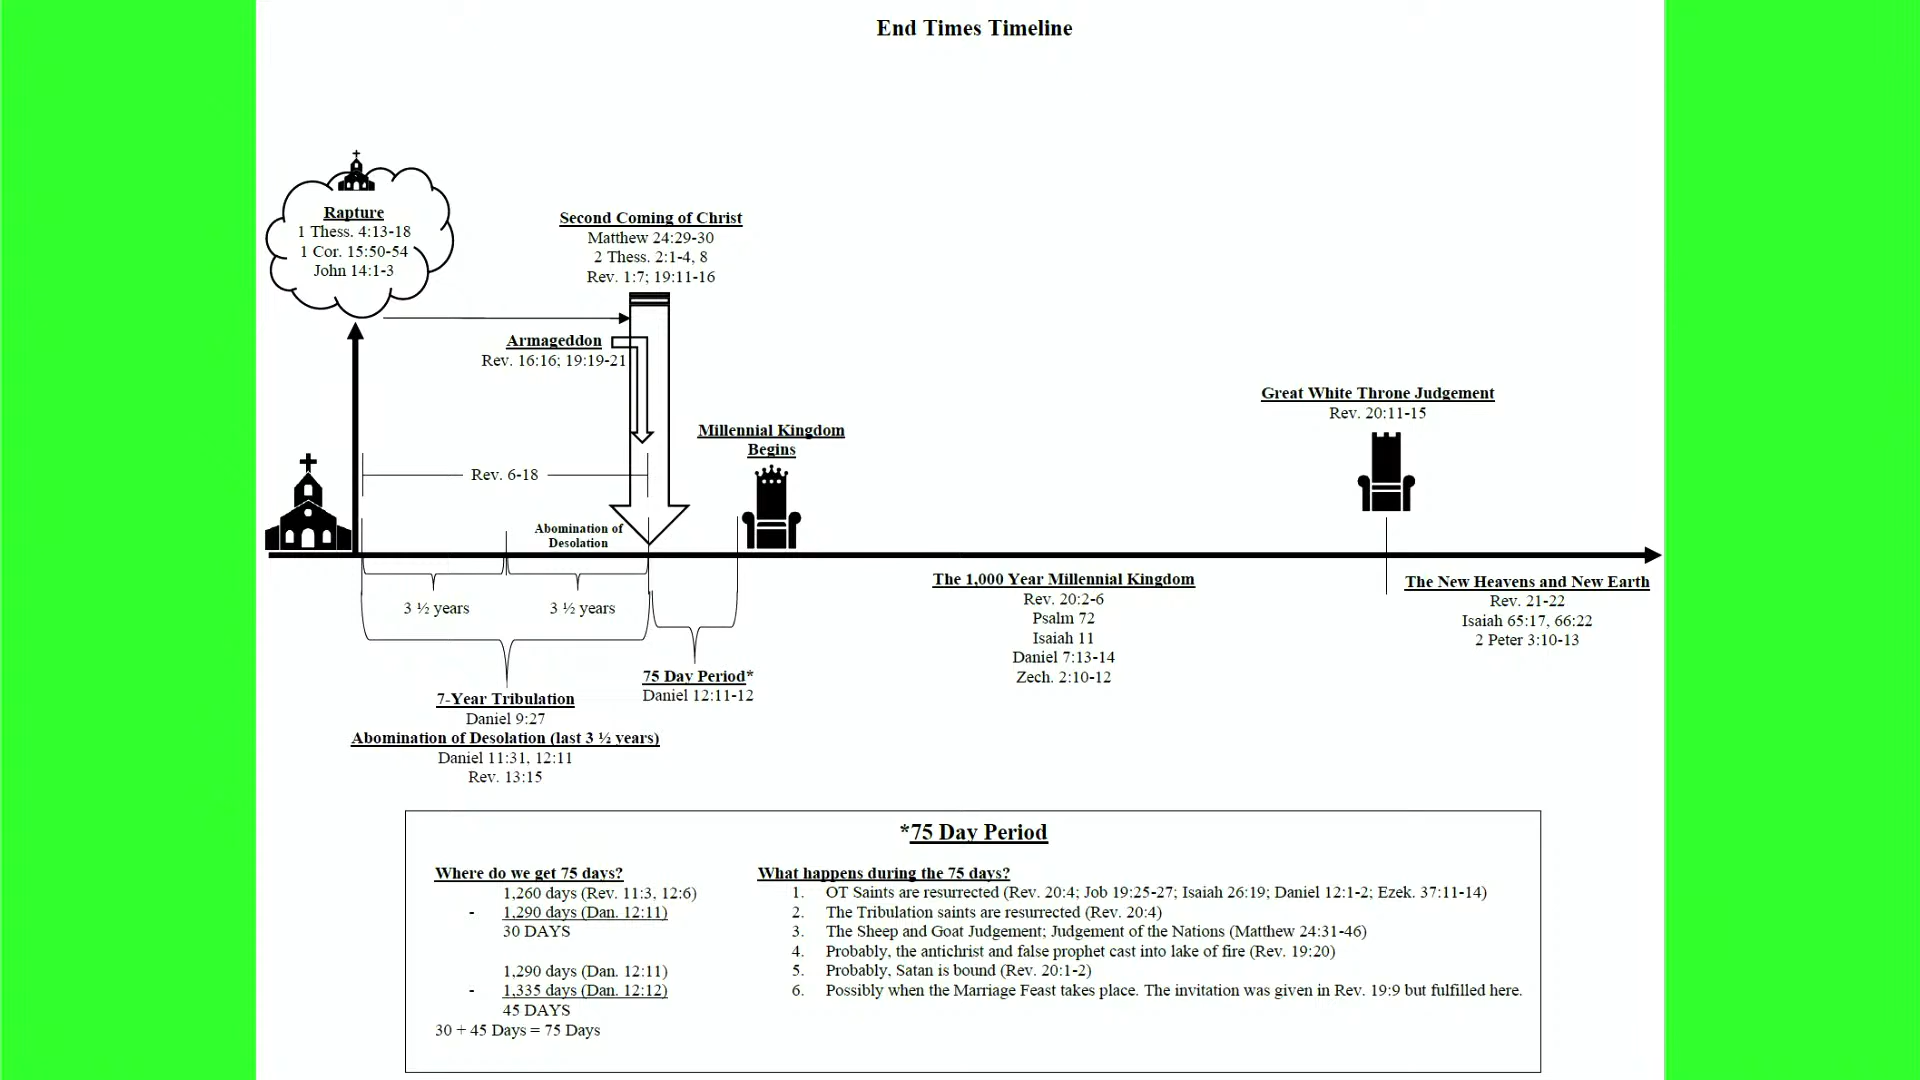 End Times Timeline
Rapture
1 Thess. 4:13-18
1 Cor. 15:50-54
John 14:1-3
Second Coming of Christ
Matthew 24:29-30
2 Thess. 2:1-4, 8
Rev. 1:7; 19:11-16
Armageddon
Rev. 16:16; 19:19-21
Great White Throne Judgement
Rev. 20:11-15
Millennial Kingdom
Begins
Rev. 6-18
Abomination of
Desolation
3 ½ years
3 ½ years
The 1,000 Year Millennial Kingdom
Rev. 20:2-6
Psalm 72
Isaiah 11
Daniel 7:13-14
Zech. 2:10-12
The New Heavens and New Earth
Rev. 21-22
Isaiah 65:17, 66:22
2 Peter 3:10-13
75 Day Period*
Daniel 12:11-12
7-Year Tribulation
Daniel 9:27
Abomination of Desolation (last 3 ½ years)
Daniel 11:31, 12:11
Rev. 13:15
*75 Day Period
Where do we get 75 days?
1,260 days (Rev. 11:3, 12:6)
- 1,290 days (Dan. 12:11)
30 DAYS
1,290 days (Dan. 12:11)
- 1,335 days (Dan. 12:12)
45 DAYS
30 + 45 Days = 75 Days
What happens during the 75 days?
1. OT Saints are resurrected (Rev. 20:4; Job 19:25-27; Isaiah 26:19; Daniel 12:1-2; Ezek. 37:11-14)
2. The Tribulation saints are resurrected (Rev. 20:4)
3. The Sheep and Goat Judgement; Judgement of the Nations (Matthew 24:31-46)
4. Probably, the antichrist and false prophet cast into lake of fire (Rev. 19:20)
5. Probably, Satan is bound (Rev. 20:1-2)
6. Possibly when the Marriage Feast takes place. The invitation was given in Rev. 19:9 but fulfilled here.